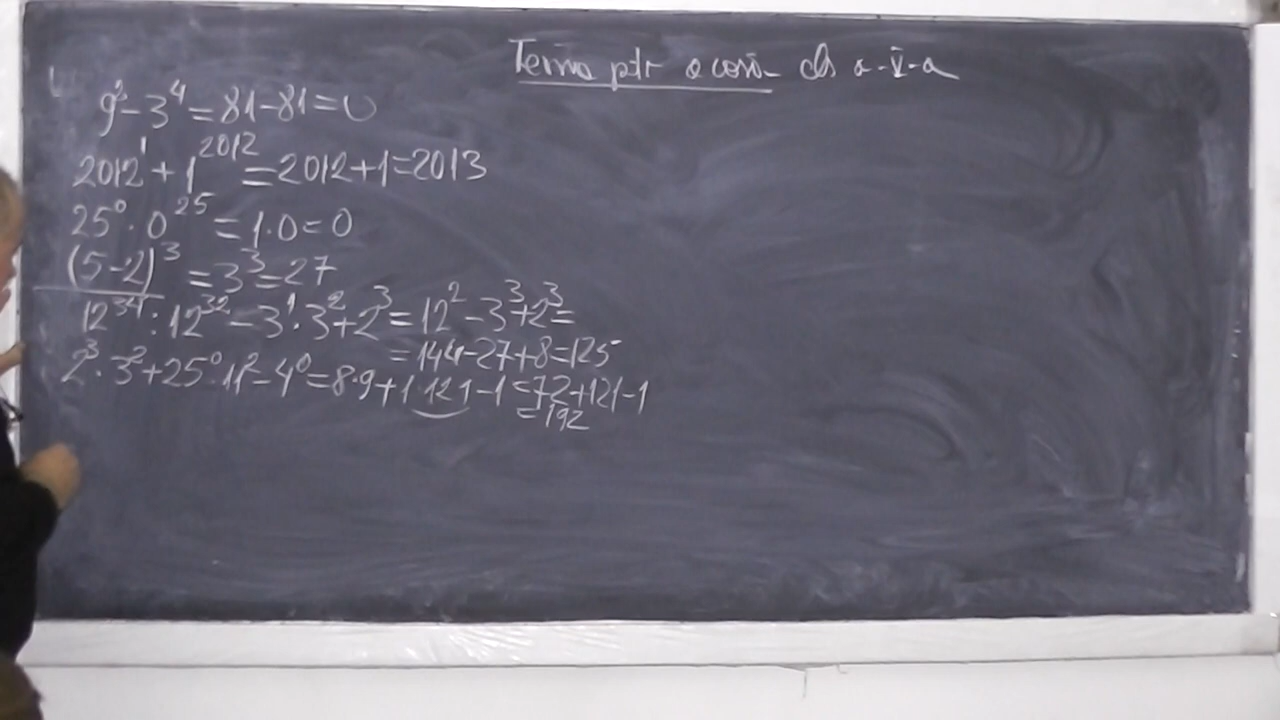 Tema ptr acasă cls a-V-a
9² - 3⁴ = 81 - 81 = 0
2012¹ + 1²⁰¹² = 2012 + 1 = 2013
25⁰ · 0²⁵ = 1 · 0 = 0
(5 - 2)³ = 3³ = 27
12³⁴ : 12³² - 3¹ · 3² + 2³ = 12² - 3³ + 2³ =
= 144 - 27 + 8 = 125
2³ · 3² + 25⁰ · 11² - 4⁰ = 8 · 9 + 1 · 121 - 1 = 72 + 121 - 1
= 192